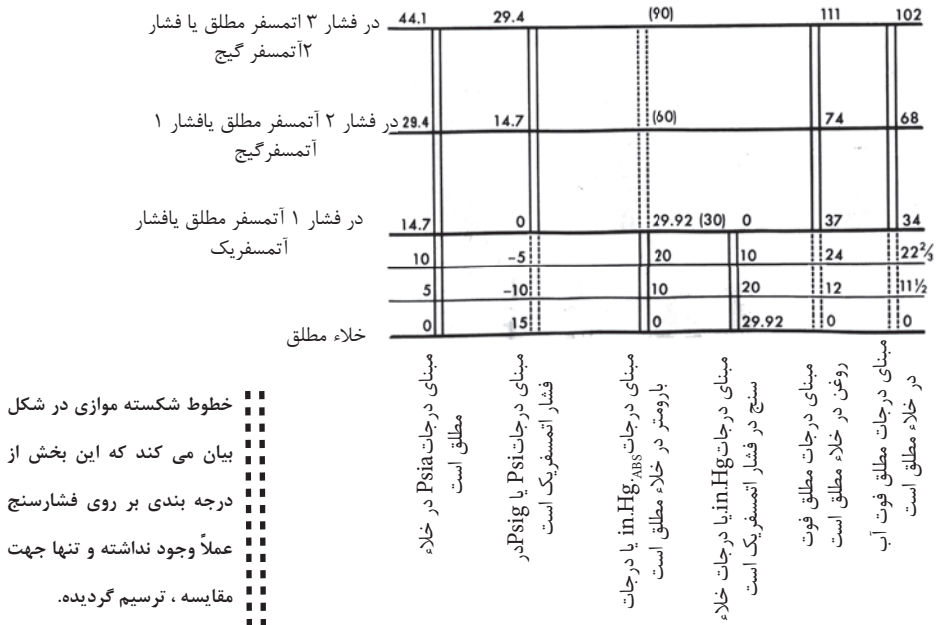 در فشار ۳ اتمسفر مطلق یا فشار
۲آتمسفر گیج
44.1 29.4 (90) 111 102
در فشار ۲ آتمسفر مطلق یافشار ۱
آتمسفرگیج
29.4 14.7 (60) 74 68
در فشار ۱ آتمسفر مطلق یافشار
آتمسفریک
14.7 0 29.92 (30) 0 37 34
10 –5 20 10 24 22⅔
5 –10 10 20 12 11½
خلاء مطلق
0 15 0 29.92 0 0
مبنای درجات Psia در خلاء
مطلق است
مبنای درجات Psi یا Psig در
فشار اتمسفریک است
مبنای درجات in.Hg.ABS یا درجات
بارومتر در خلاء مطلق است
مبنای درجات in.Hg. یا درجات خلاء
سنج در فشار اتمسفریک است
مبنای درجات مطلق فوت
روغن در خلاء مطلق است
مبنای درجات مطلق فوت آب
در خلاء مطلق است
خطوط شکسته موازی در شکل
بیان می کند که این بخش از
درجه بندی بر روی فشارسنج
عملاً وجود نداشته و تنها جهت
مقایسه ، ترسیم گردیده.